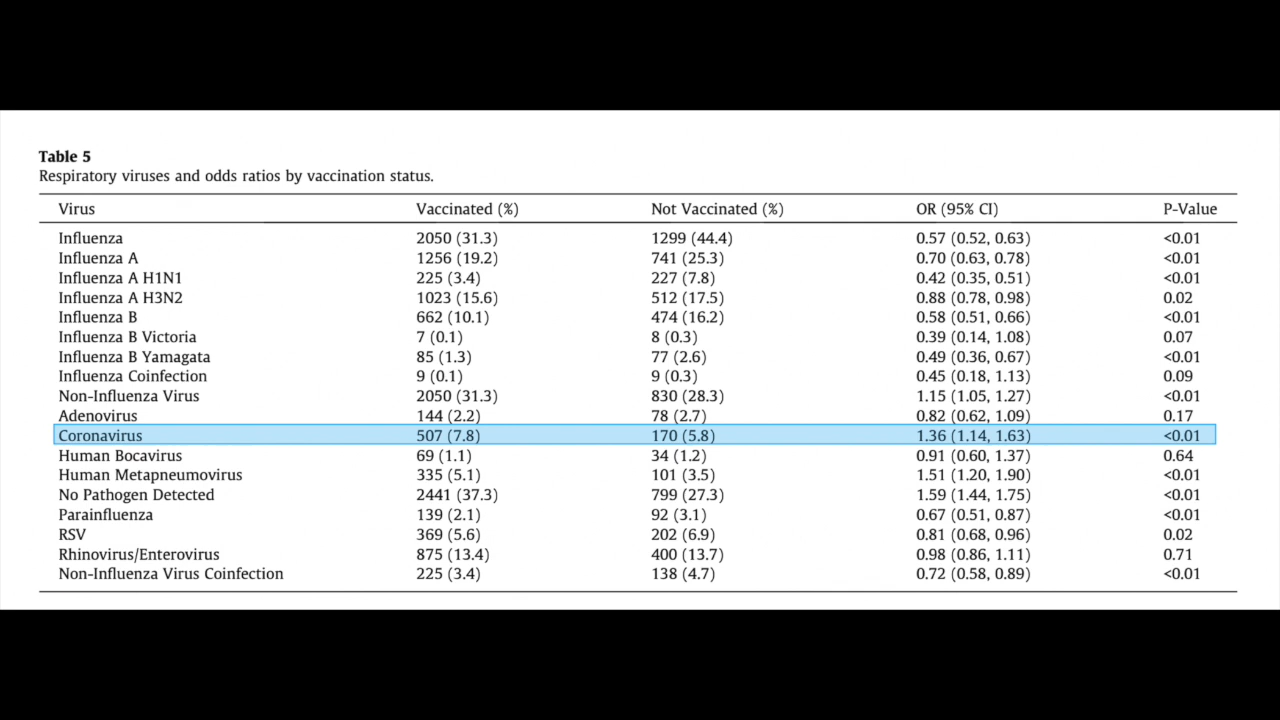 Table 5
Respiratory viruses and odds ratios by vaccination status.
Virus Vaccinated (%) Not Vaccinated (%) OR (95% CI) P-Value
Influenza 2050 (31.3) 1299 (44.4) 0.57 (0.52, 0.63) <0.01
Influenza A 1256 (19.2) 741 (25.3) 0.70 (0.63, 0.78) <0.01
Influenza A H1N1 225 (3.4) 227 (7.8) 0.42 (0.35, 0.51) <0.01
Influenza A H3N2 1023 (15.6) 512 (17.5) 0.88 (0.78, 0.98) 0.02
Influenza B 662 (10.1) 474 (16.2) 0.58 (0.51, 0.66) <0.01
Influenza B Victoria 7 (0.1) 8 (0.3) 0.39 (0.14, 1.08) 0.07
Influenza B Yamagata 85 (1.3) 77 (2.6) 0.49 (0.36, 0.67) <0.01
Influenza Coinfection 9 (0.1) 9 (0.3) 0.45 (0.18, 1.13) 0.09
Non-Influenza Virus 2050 (31.3) 830 (28.3) 1.15 (1.05, 1.27) <0.01
Adenovirus 144 (2.2) 78 (2.7) 0.82 (0.62, 1.09) 0.17
Coronavirus 507 (7.8) 170 (5.8) 1.36 (1.14, 1.63) <0.01
Human Bocavirus 69 (1.1) 34 (1.2) 0.91 (0.60, 1.37) 0.64
Human Metapneumovirus 335 (5.1) 101 (3.5) 1.51 (1.20, 1.90) <0.01
No Pathogen Detected 2441 (37.3) 799 (27.3) 1.59 (1.44, 1.75) <0.01
Parainfluenza 139 (2.1) 92 (3.1) 0.67 (0.51, 0.87) <0.01
RSV 369 (5.6) 202 (6.9) 0.81 (0.68, 0.96) 0.02
Rhinovirus/Enterovirus 875 (13.4) 400 (13.7) 0.98 (0.86, 1.11) 0.71
Non-Influenza Virus Coinfection 225 (3.4) 138 (4.7) 0.72 (0.58, 0.89) <0.01